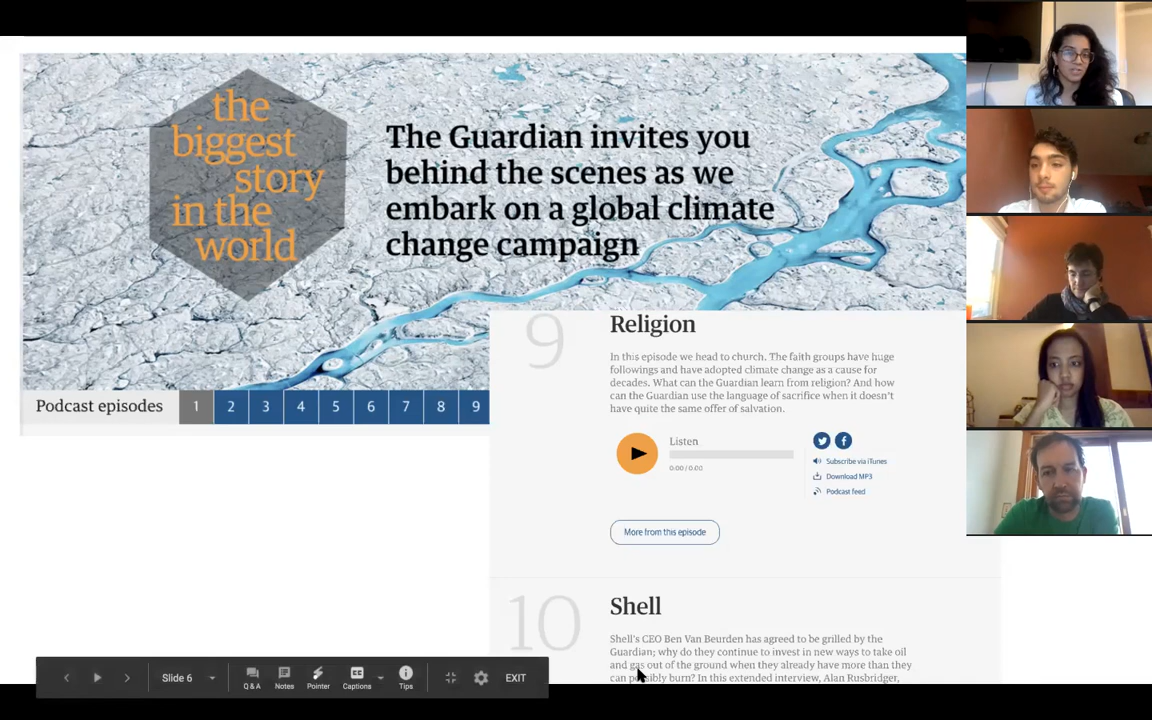 the
biggest
story
in the
world
The Guardian invites you
behind the scenes as we
embark on a global climate
change campaign
Podcast episodes 1 2 3 4 5 6 7 8 9
9
Religion
In this episode we head to church. The faith groups have huge
followings and have adopted climate change as a cause for
decades. What can the Guardian learn from religion? And how
can the Guardian use the language of sacrifice when it doesn't
have quite the same offer of salvation.
Listen
0:00 / 0:00
Subscribe via iTunes
Download MP3
Podcast feed
More from this episode
10
Shell
Shell's CEO Ben Van Beurden has agreed to be grilled by the
Guardian; why do they continue to invest in new ways to take oil
and gas out of the ground when they already have more than they
can possibly burn? In this extended interview, Alan Rusbridger,
Slide 6
Q & A
Notes
Pointer
CC
Captions
Tips
EXIT